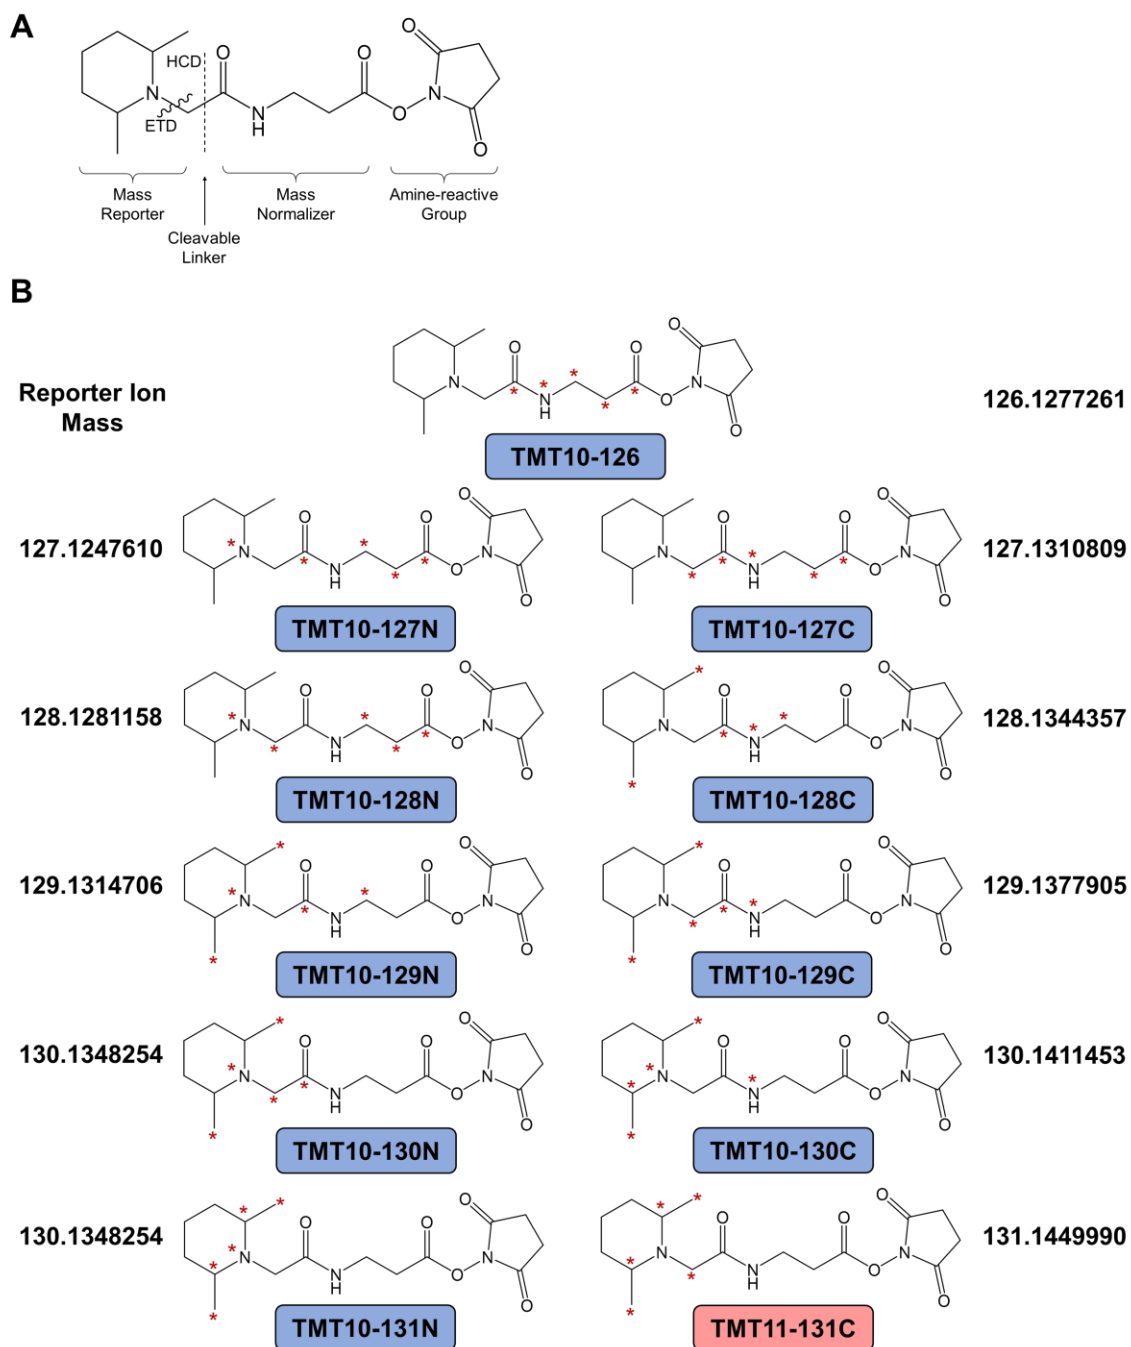 A
HCD
O
O
O
N
N
ETD
N
H
O
O
Mass
Reporter
Mass
Normalizer
Amine-reactive
Group
Cleavable
Linker
B
Reporter Ion
Mass
O
O
O
*
*
N
*
*
*
N
H
O
N
O
126.1277261
TMT10-126
127.1247610
O
O
O
*
N
*
*
*
*
N
H
O
N
O
O
O
O
N
*
*
*
N
H
*
*
O
N
O
127.1310809
TMT10-127N
TMT10-127C
128.1281158
O
O
O
*
N
*
*
*
*
N
H
O
N
O
*
O
O
O
N
*
*
*
N
H
O
N
O
*
128.1344357
TMT10-128N
TMT10-128C
129.1314706
*
O
O
O
*
N
*
*
N
H
O
N
O
*
*
O
O
O
N
*
*
*
N
H
O
N
O
*
129.1377905
TMT10-129N
TMT10-129C
130.1348254
*
O
O
O
*
N
*
*
N
H
O
N
O
*
*
O
O
O
*
N
*
*
N
H
O
N
O
*
130.1411453
TMT10-130N
TMT10-130C
130.1348254
*
*
O
O
O
*
N
*
N
H
O
N
O
*
*
*
O
O
O
N
*
*
N
H
O
N
O
*
131.1449990
TMT10-131N
TMT11-131C